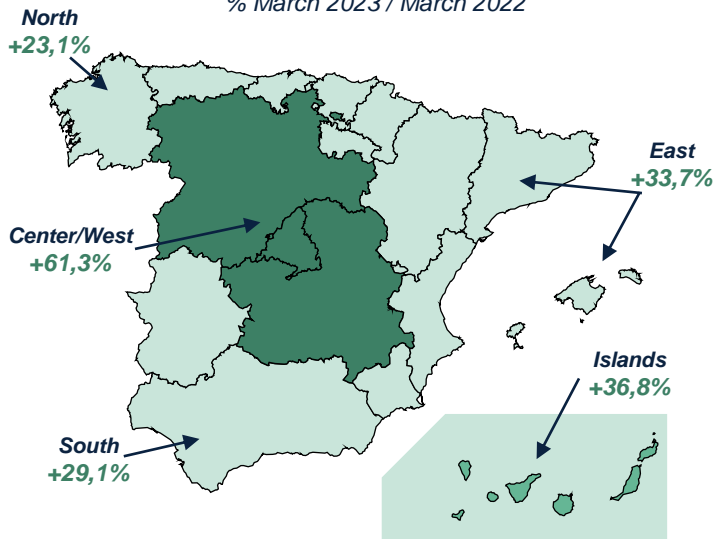 % March 2023 / March 2022
North
+23,1%
East
+33,7%
Center/West
+61,3%
Islands
+36,8%
South
+29,1%